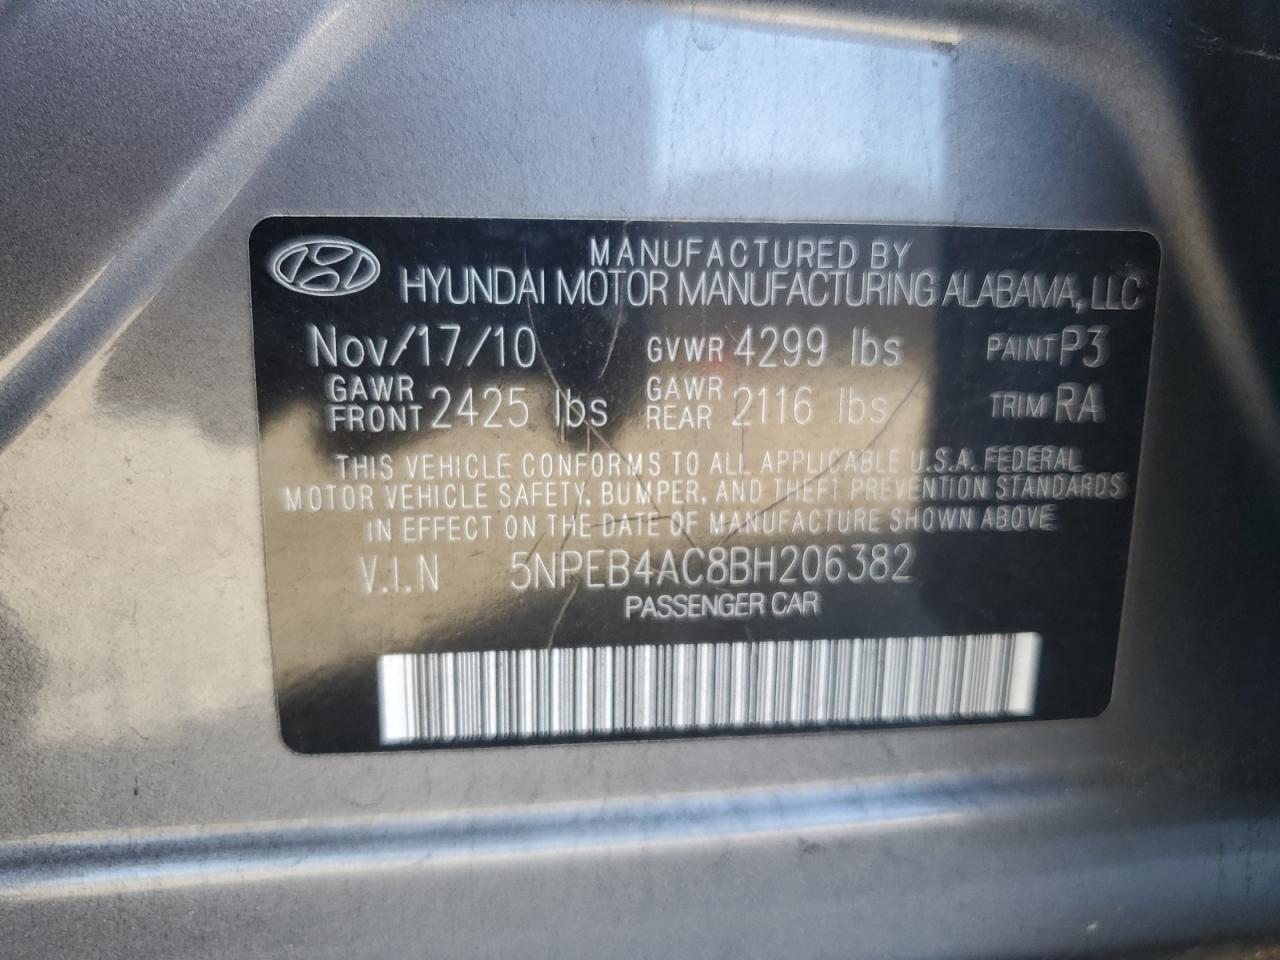 MANUFACTURED BY
HYUNDAI MOTOR MANUFACTURING ALABAMA, LLC
Nov/17/10 GVWR 4299 lbs PAINT P3
GAWR FRONT 2425 lbs GAWR REAR 2116 lbs TRIM RA
THIS VEHICLE CONFORMS TO ALL APPLICABLE U.S.A. FEDERAL
MOTOR VEHICLE SAFETY, BUMPER, AND THEFT PREVENTION STANDARDS
IN EFFECT ON THE DATE OF MANUFACTURE SHOWN ABOVE
V.I.N 5NPEB4AC8BH206382
PASSENGER CAR